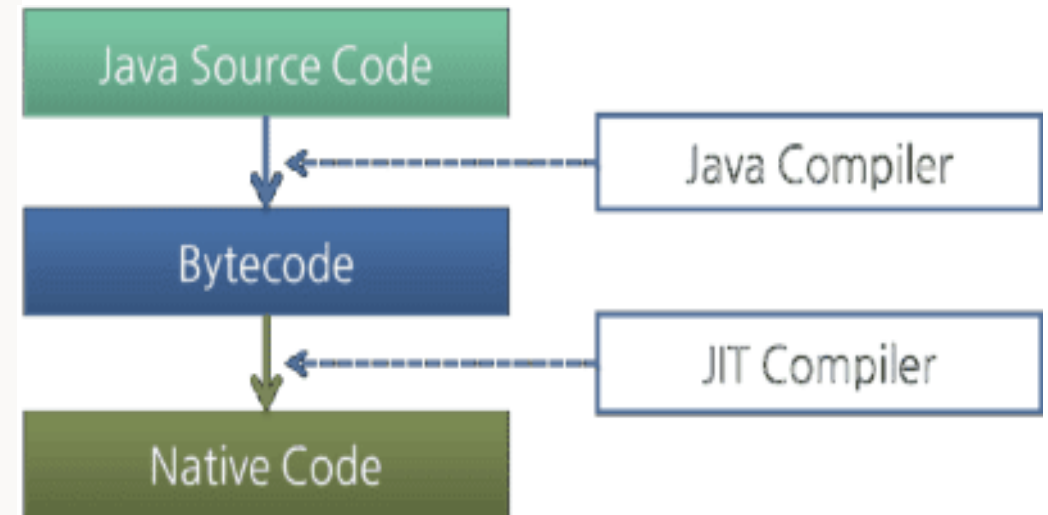 Java Source Code
Java Compiler
Bytecode
JIT Compiler
Native Code